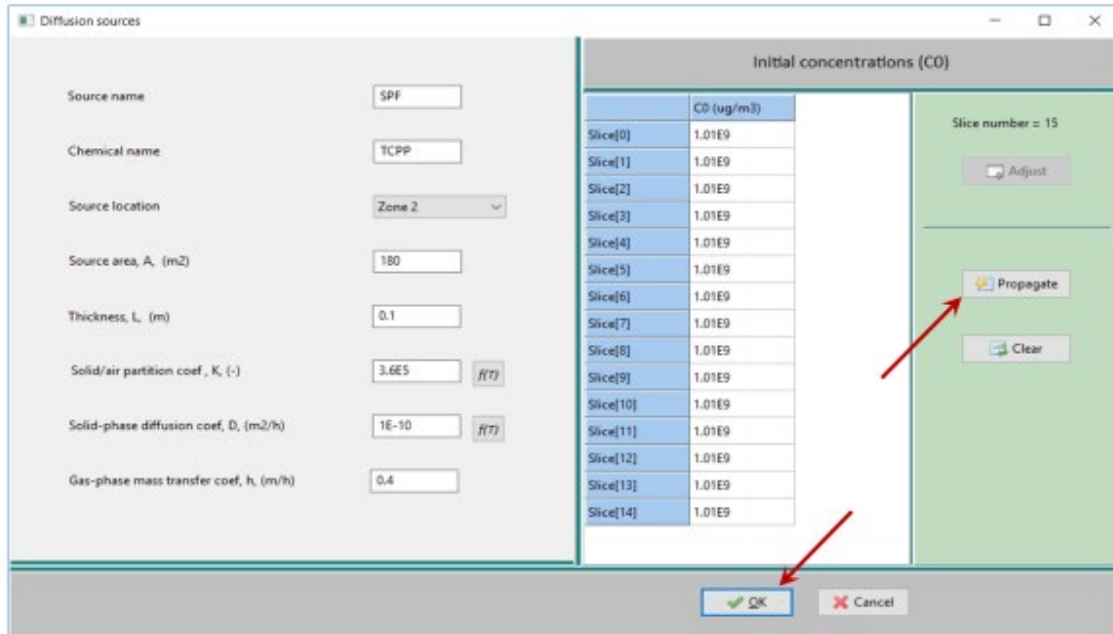 Diffusion sources
Source name SPF
Chemical name TCPP
Source location Zone 2
Source area, A, (m2) 180
Thickness, L, (m) 0.1
Solid/air partition coef , K, (-) 3.6E5 f(T)
Solid-phase diffusion coef, D, (m2/h) 1E-10 f(T)
Gas-phase mass transfer coef, h, (m/h) 0.4
Initial concentrations (C0)
C0 (ug/m3)
Slice[0] 1.01E9
Slice[1] 1.01E9
Slice[2] 1.01E9
Slice[3] 1.01E9
Slice[4] 1.01E9
Slice[5] 1.01E9
Slice[6] 1.01E9
Slice[7] 1.01E9
Slice[8] 1.01E9
Slice[9] 1.01E9
Slice[10] 1.01E9
Slice[11] 1.01E9
Slice[12] 1.01E9
Slice[13] 1.01E9
Slice[14] 1.01E9
Slice number = 15
Adjust
Propagate
Clear
OK Cancel